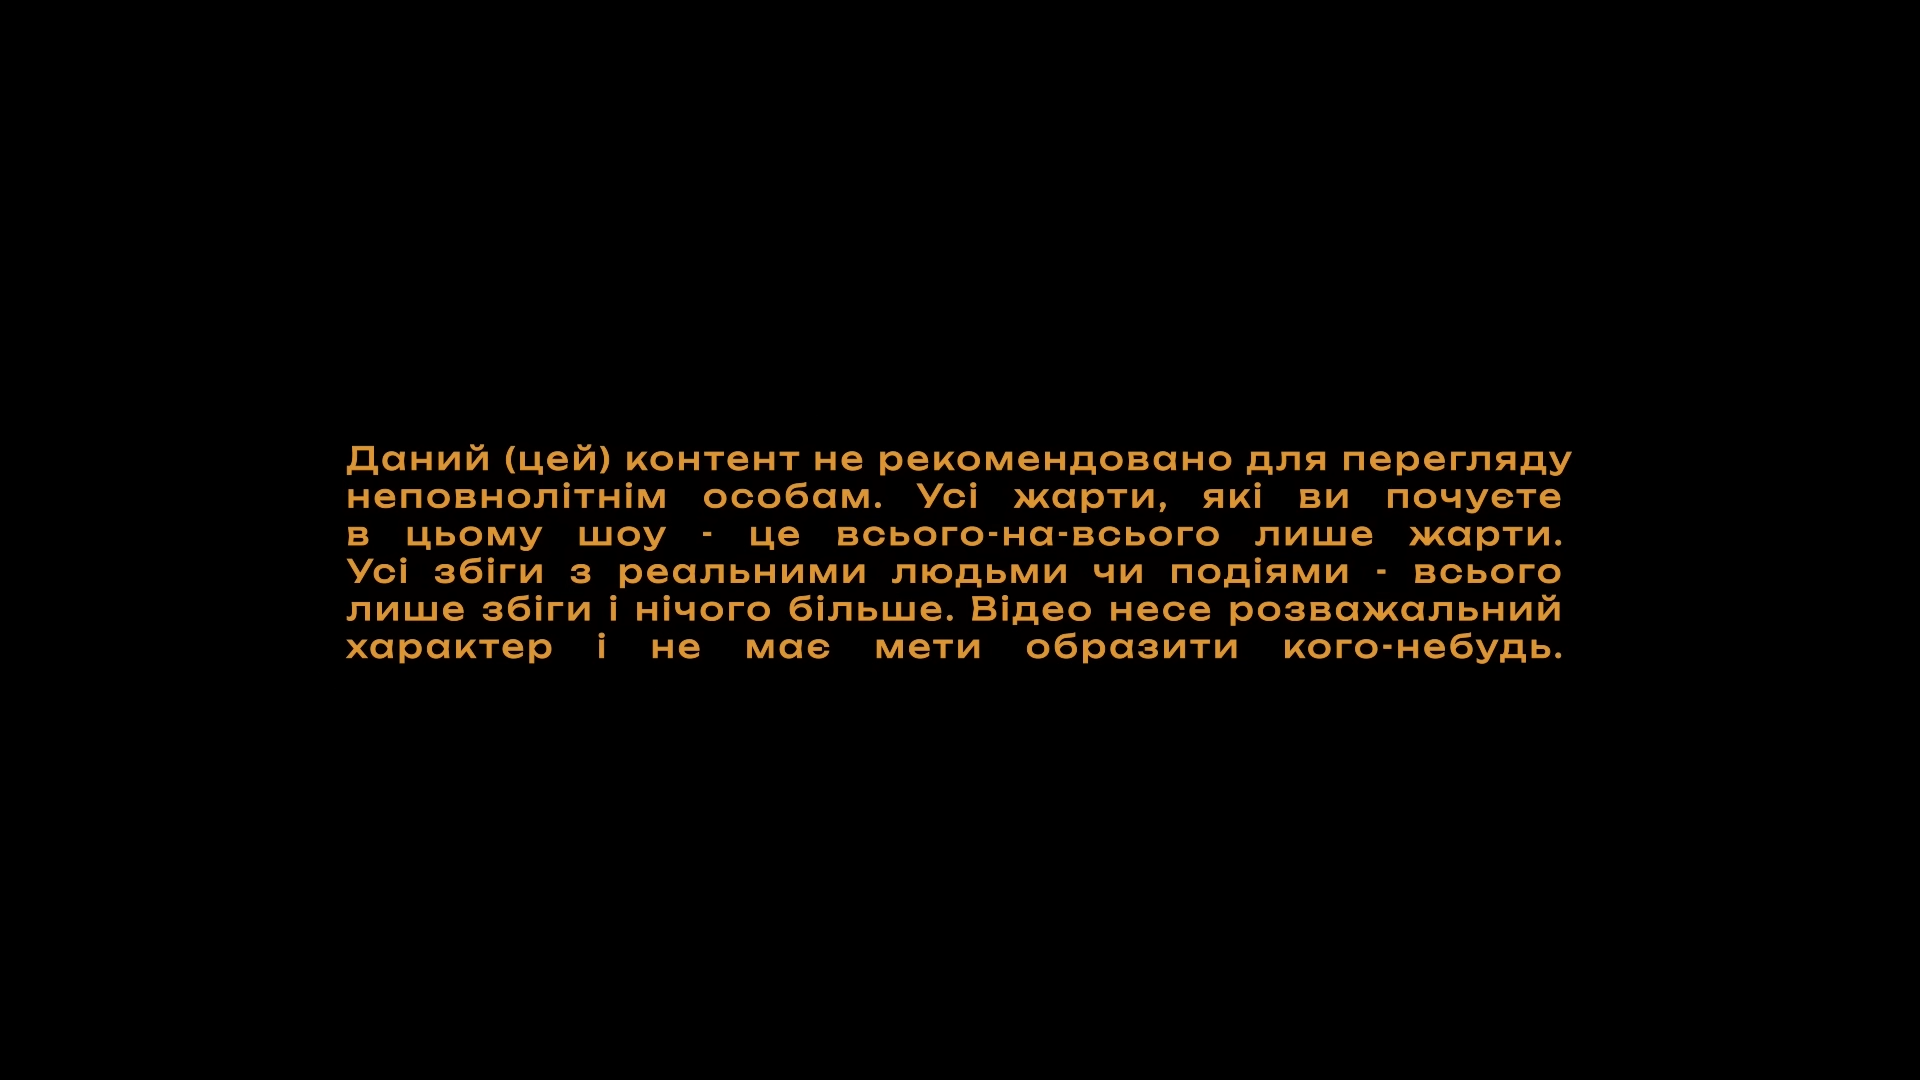 Даний (цей) контент не рекомендовано для перегляду
неповнолітнім особам. Усі жарти, які ви почуєте
в цьому шоу - це всього-на-всього лише жарти.
Усі збіги з реальними людьми чи подіями - всього
лише збіги і нічого більше. Відео несе розважальний
характер і не має мети образити кого-небудь.